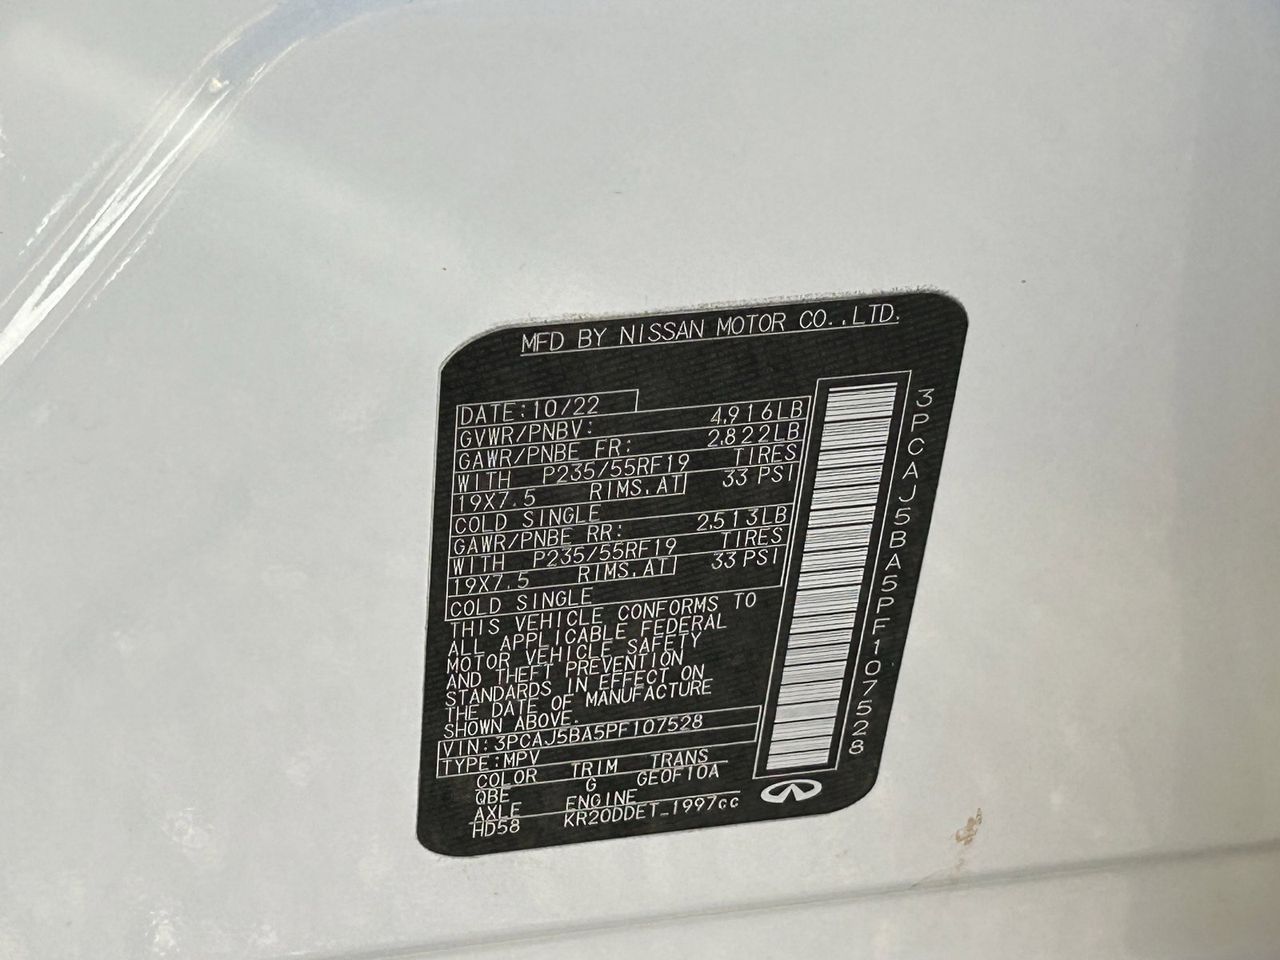 MFD BY NISSAN MOTOR CO.,LTD.
DATE:10/22
GVWR/PNBV: 4,916LB
GAWR/PNBE FR: 2,822LB
WITH P235/55RF19 TIRES
19X7.5 RIMS,AT 33 PSI
COLD SINGLE
GAWR/PNBE RR: 2,513LB
WITH P235/55RF19 TIRES
19X7.5 RIMS,AT 33 PSI
COLD SINGLE
THIS VEHICLE CONFORMS TO
ALL APPLICABLE FEDERAL
MOTOR VEHICLE SAFETY
AND THEFT PREVENTION
STANDARDS IN EFFECT ON
THE DATE OF MANUFACTURE
SHOWN ABOVE.
VIN:3PCAJ5BA5PF107528
TYPE:MPV
COLOR TRIM TRANS
QBE G GE0F10A
AXLE ENGINE
HD58 KR20DDET_1997cc
3PCAJ5BA5PF107528